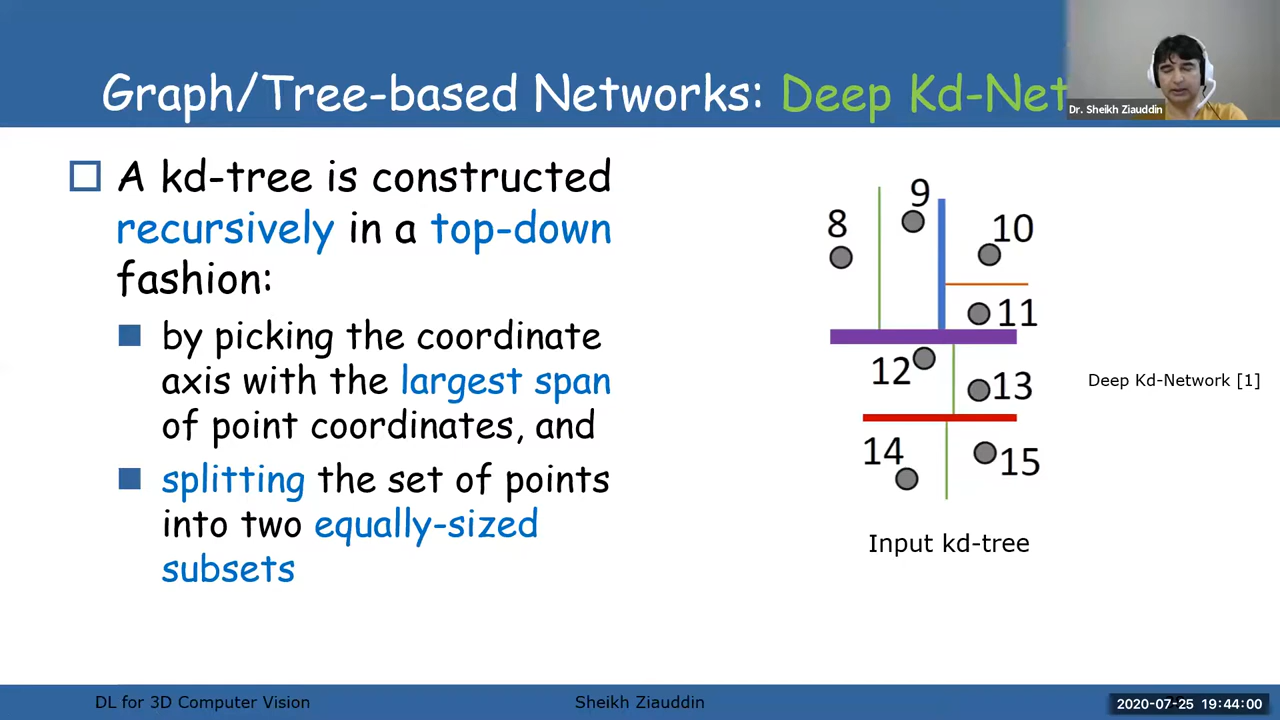 Graph/Tree-based Networks: Deep Kd-Net
Dr. Sheikh Ziauddin
A kd-tree is constructed
recursively in a top-down
fashion:
by picking the coordinate
axis with the largest span
of point coordinates, and
splitting the set of points
into two equally-sized
subsets
8
9
10
11
12
13
14
15
Input kd-tree
Deep Kd-Network [1]
DL for 3D Computer Vision
Sheikh Ziauddin
2020-07-25 19:44:00